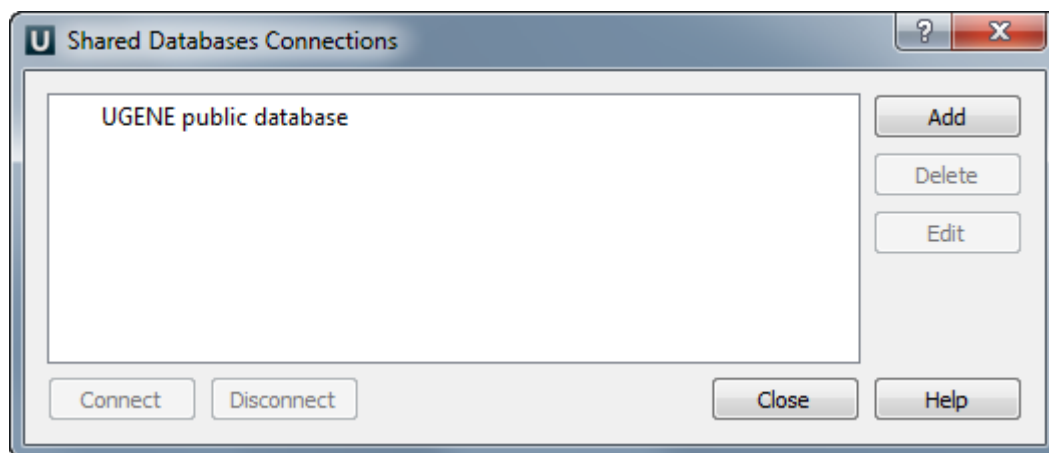 U Shared Databases Connections ? X
UGENE public database
Add
Delete
Edit
Connect Disconnect Close Help